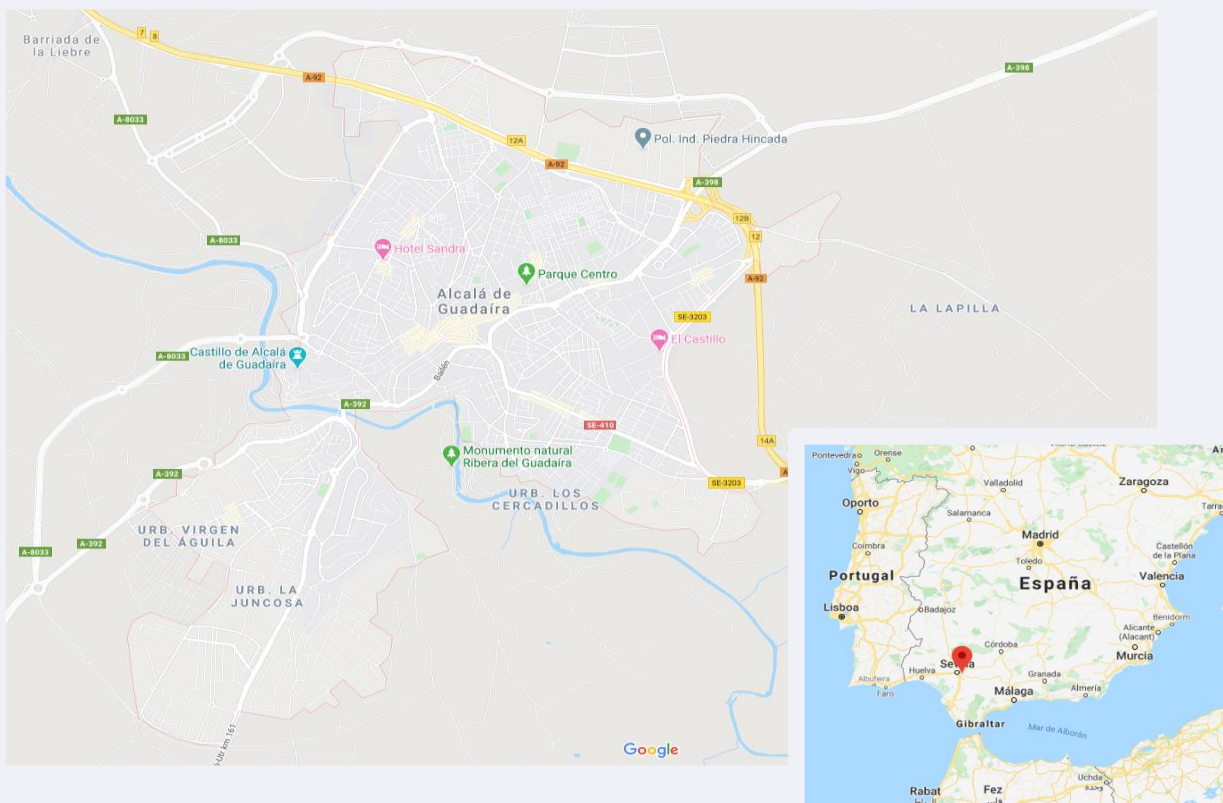 Barriada de
la Liebre
7
8
A-92
A-398
A-8033
12A
Pol. Ind. Piedra Hincada
A-92
A-398
12B
12
A-8033
Hotel Sandra
Parque Centro
A-92
Alcalá de
Guadaíra
LA LAPILLA
SE-3203
El Castillo
A-8033
Castillo de Alcalá
de Guadaíra
Bailén
A-392
SE-410
14A
Monumento natural
Ribera del Guadaíra
A-392
SE-3203
URB. LOS
CERCADILLOS
URB. VIRGEN
DEL ÁGUILA
A-392
A-8033
URB. LA
JUNCOSA
km 161
Google
Pontevedra
Orense
Vigo
Valladolid
Zaragoza
Oporto
Salamanca
Madrid
Coimbra
Toledo
Castellón
de la Plana
Portugal
España
Valencia
Lisboa
Badajoz
Benidorm
Alicante
(Alacant)
Córdoba
Murcia
Huelva
Granada
Albufeira
Faro
Málaga
Almería
Gibraltar
Mar de Alborán
Uchda
وجدة
Rabat
Fez